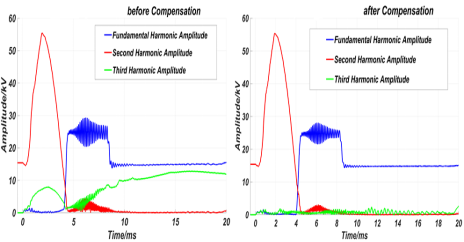 before Compensation
Fundamental Harmonic Amplitude
Second Harmonic Amplitude
Third Harmonic Amplitude
Amplitude/kV
60
50
40
30
20
10
0
0
5
10
15
20
Time/ms
after Compensation
Fundamental Harmonic Amplitude
Second Harmonic Amplitude
Third Harmonic Amplitude
Amplitude/kV
60
50
40
30
20
10
0
0
2
4
6
8
10
12
14
16
18
20
Time/ms